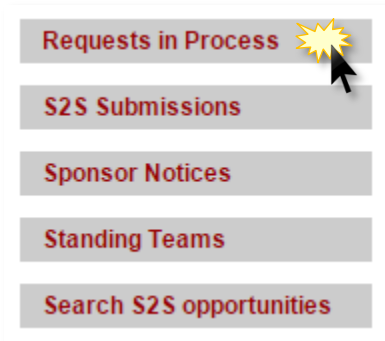 Requests in Process
S2S Submissions
Sponsor Notices
Standing Teams
Search S2S opportunities